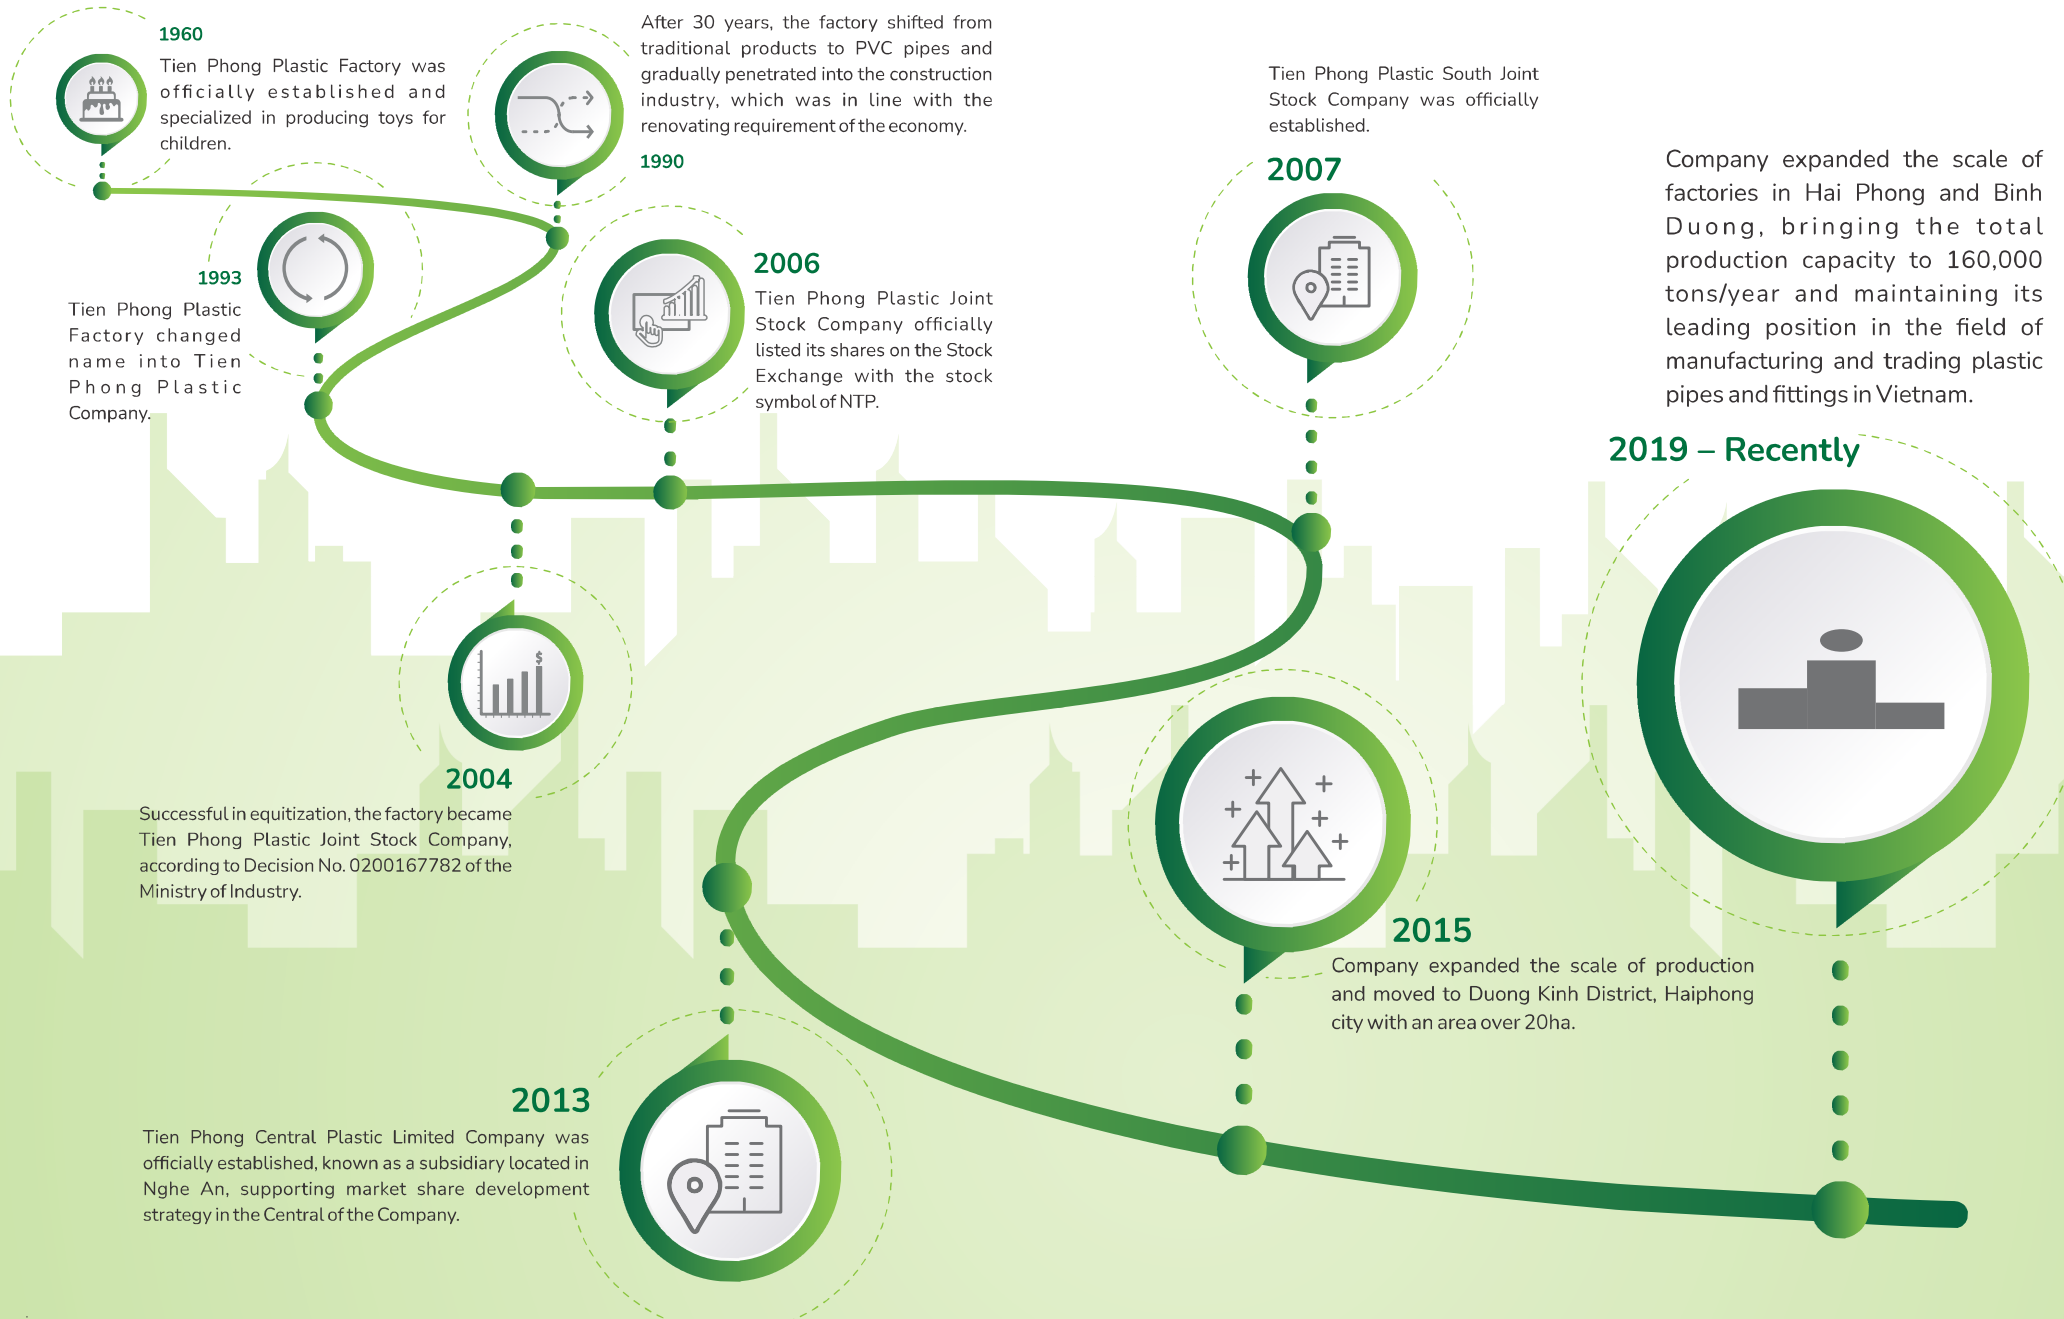 1960
Tien Phong Plastic Factory was
officially established and
specialized in producing toys for
children.
After 30 years, the factory shifted from
traditional products to PVC pipes and
gradually penetrated into the construction
industry, which was in line with the
renovating requirement of the economy.
1990
1993
Tien Phong Plastic
Factory changed
name into Tien
Phong Plastic
Company.
$
2004
Successful in equitization, the factory became
Tien Phong Plastic Joint Stock Company,
according to Decision No. 0200167782 of the
Ministry of Industry.
2006
Tien Phong Plastic Joint
Stock Company officially
listed its shares on the Stock
Exchange with the stock
symbol of NTP.
Tien Phong Plastic South Joint
Stock Company was officially
established.
2007
2013
Tien Phong Central Plastic Limited Company was
officially established, known as a subsidiary located in
Nghe An, supporting market share development
strategy in the Central of the Company.
2015
Company expanded the scale of production
and moved to Duong Kinh District, Haiphong
city with an area over 20ha.
Company expanded the scale of
factories in Hai Phong and Binh
Duong, bringing the total
production capacity to 160,000
tons/year and maintaining its
leading position in the field of
manufacturing and trading plastic
pipes and fittings in Vietnam.
2019 – Recently